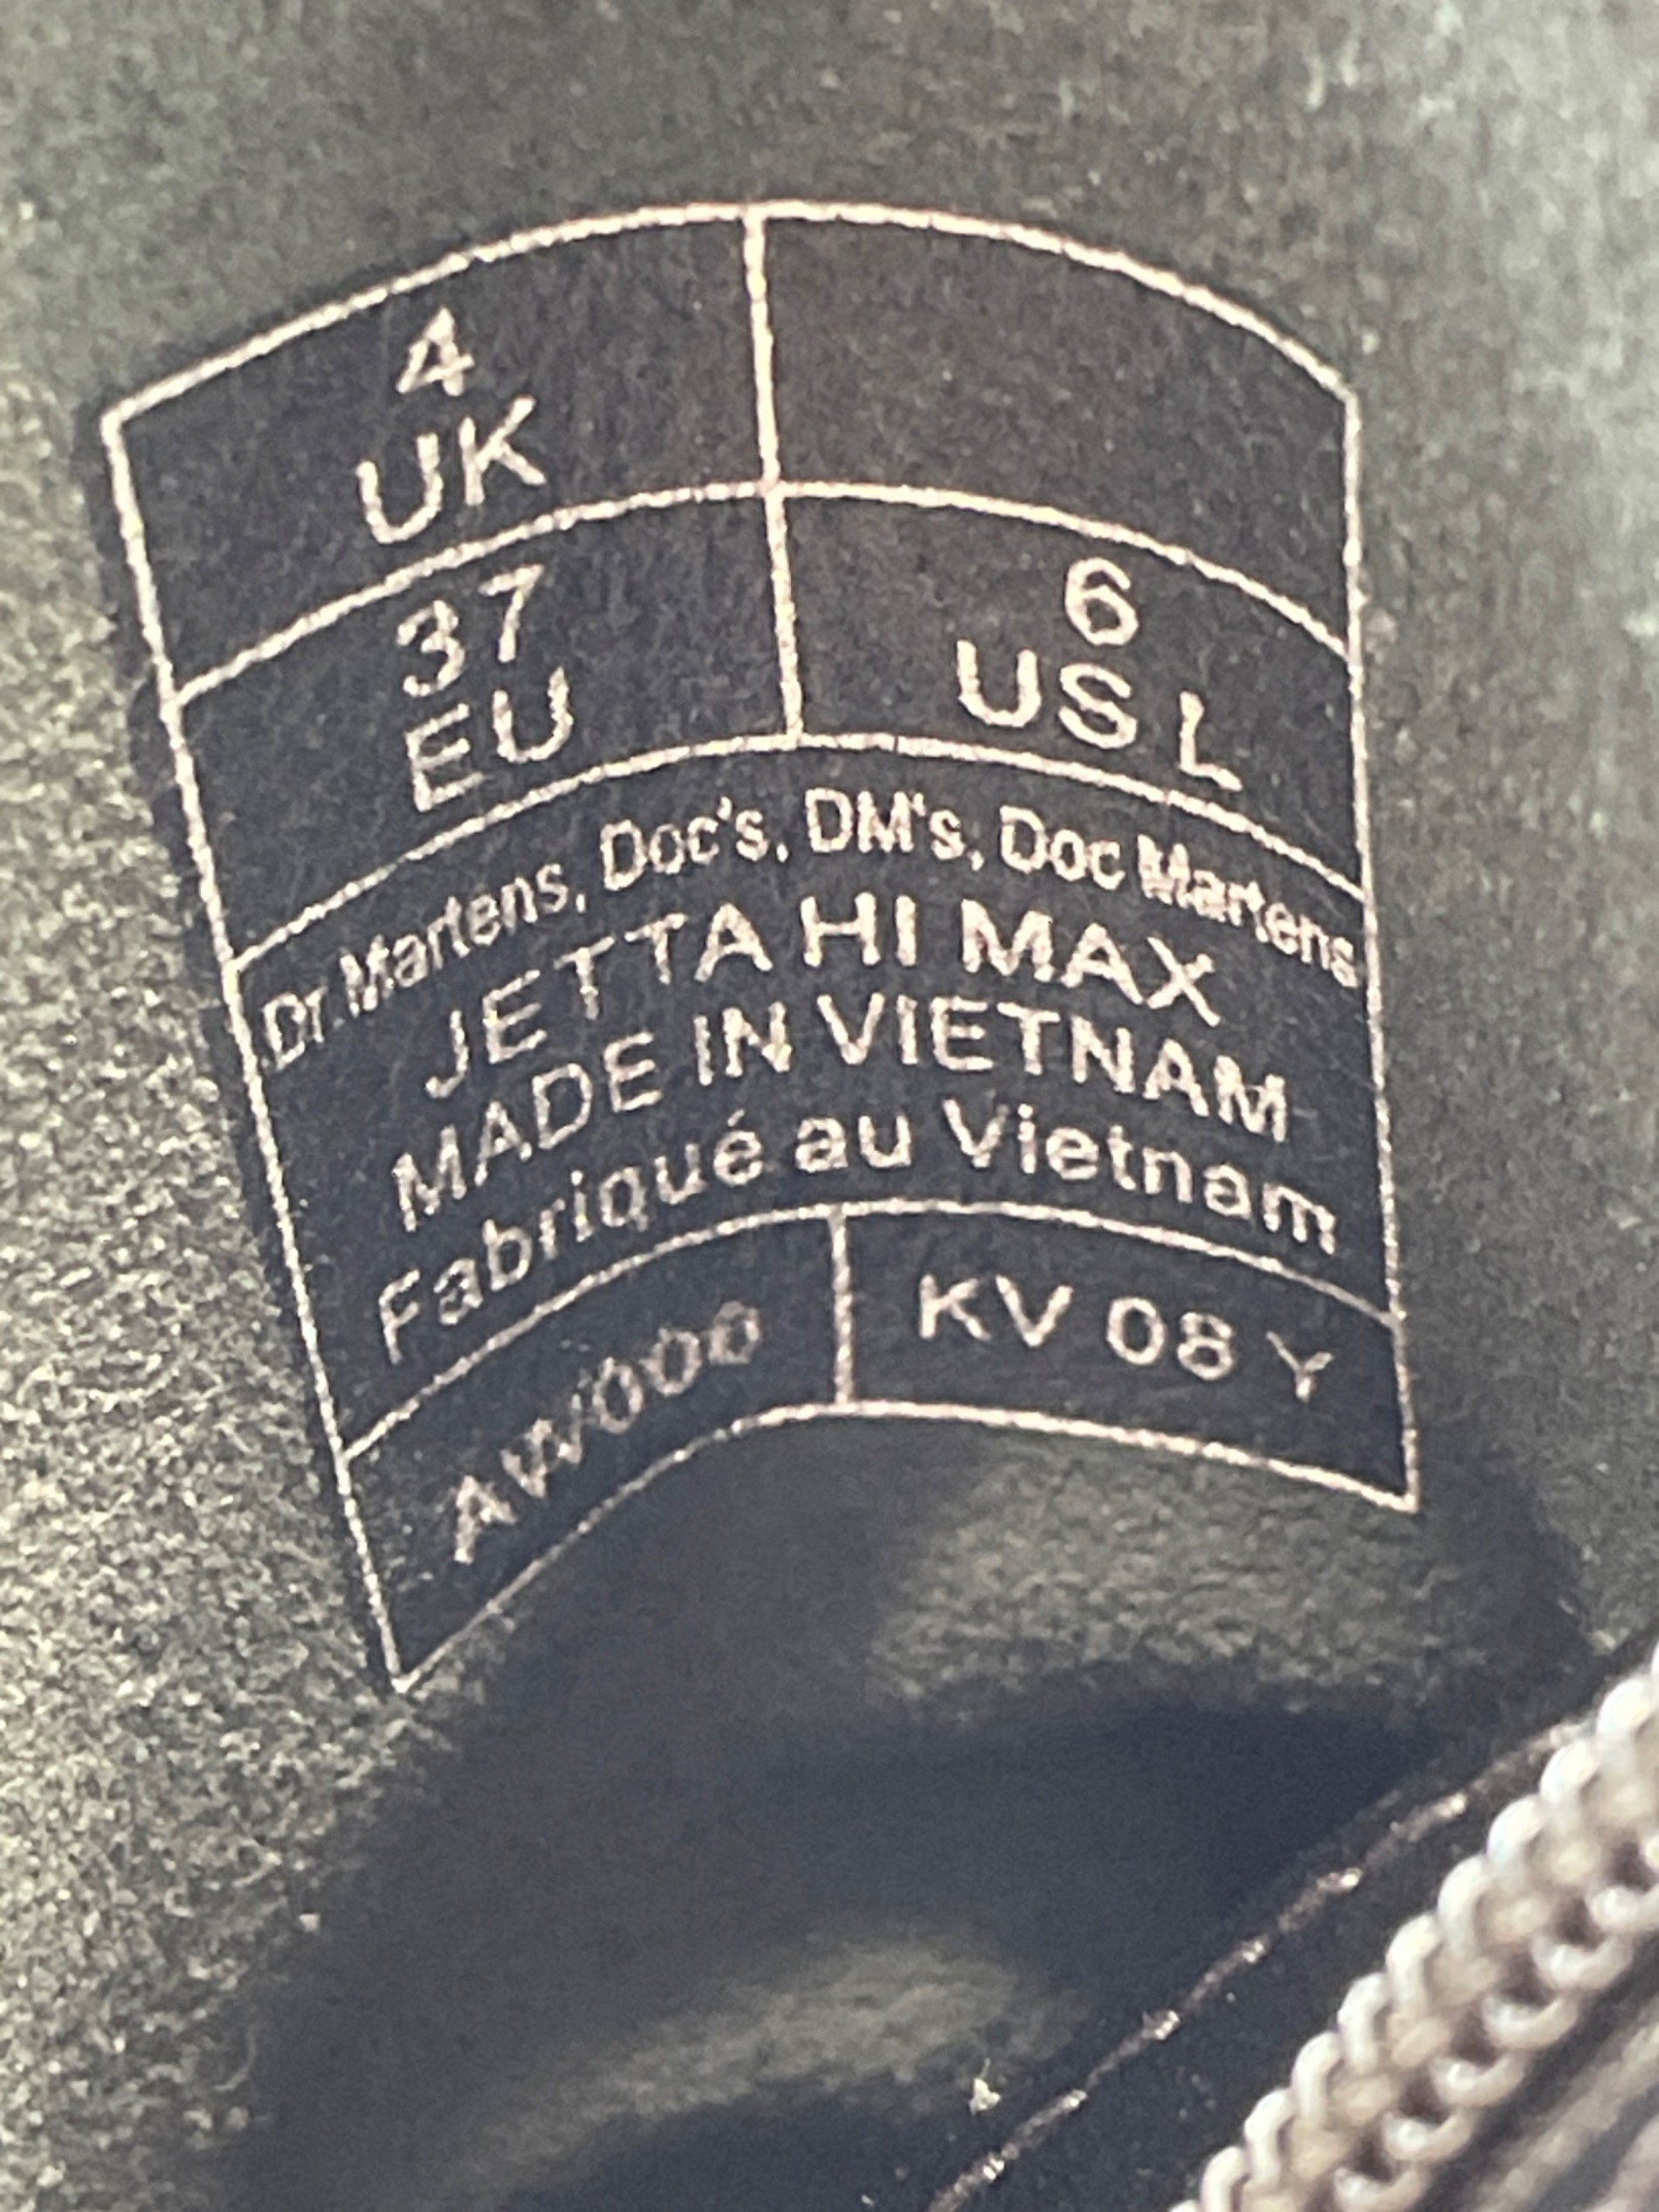 4
UK
37
EU
6
US L
Dr. Martens, Doc's, DM's, Doc Martens
JETTA HI MAX
MADE IN VIETNAM
Fabriqué au Vietnam
AW000
KV 08 Y